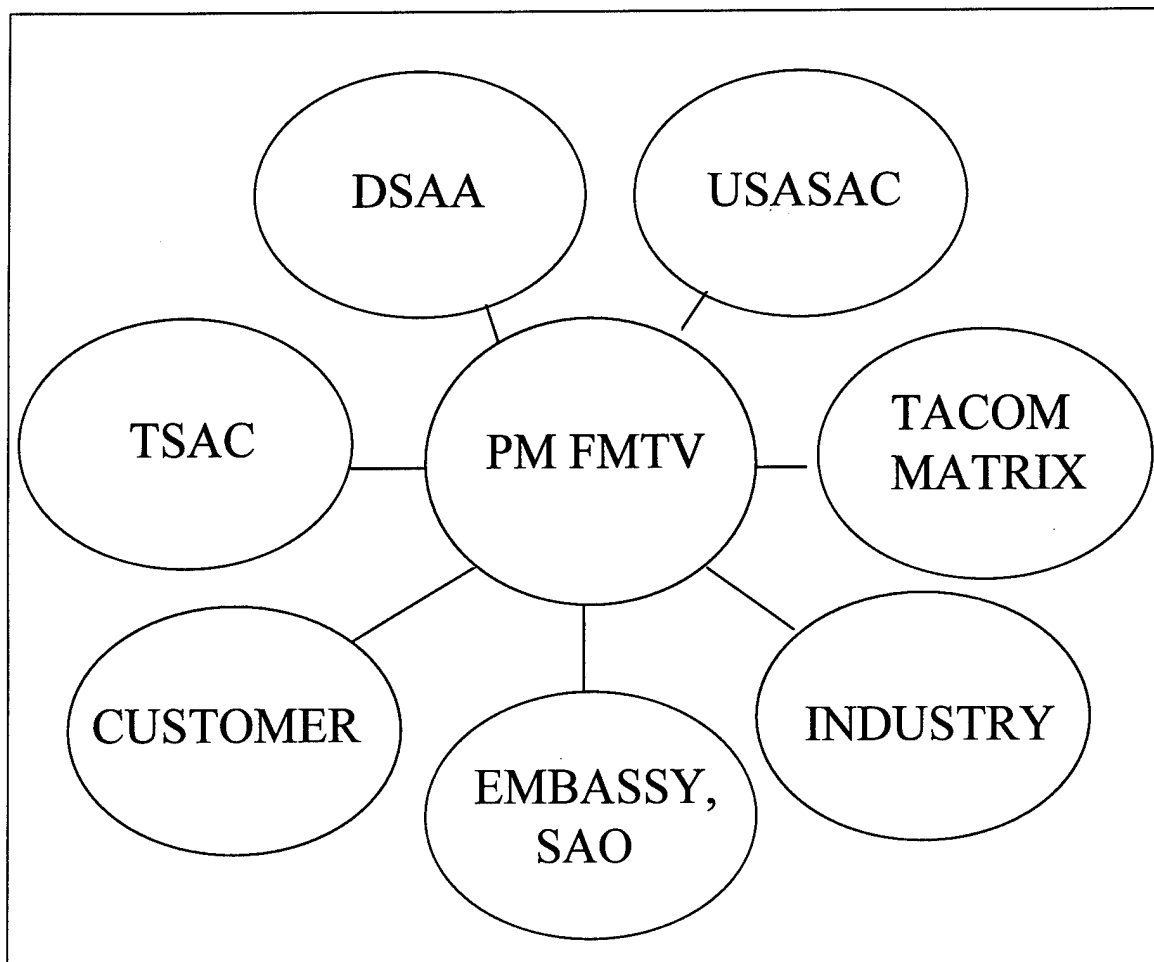 DSAA
USASAC
TSAC
PM FMTV
TACOM
MATRIX
CUSTOMER
EMBASSY,
SAO
INDUSTRY